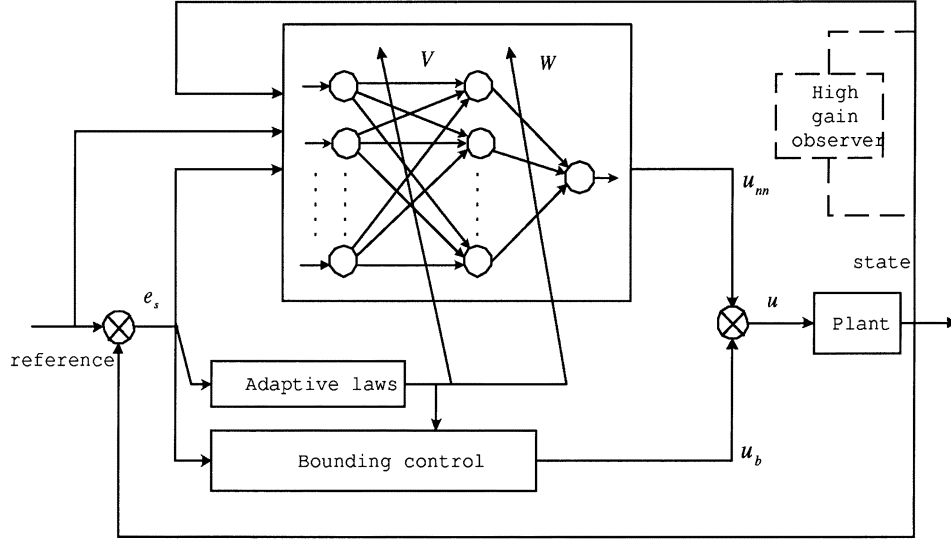 V
W
High
gain
observer
u_nn
state
e_s
u
Plant
reference
Adaptive laws
Bounding control
u_b